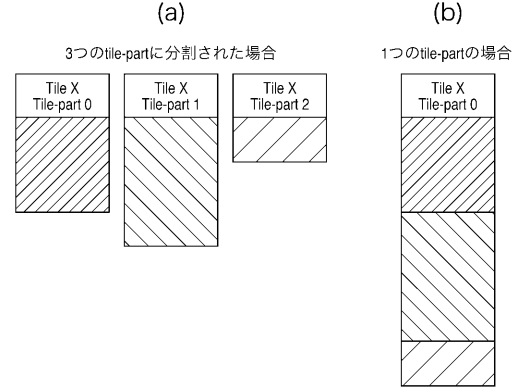 (a)
3つのtile-partに分割された場合
Tile X
Tile-part 0
Tile X
Tile-part 1
Tile X
Tile-part 2
(b)
1つのtile-partの場合
Tile X
Tile-part 0